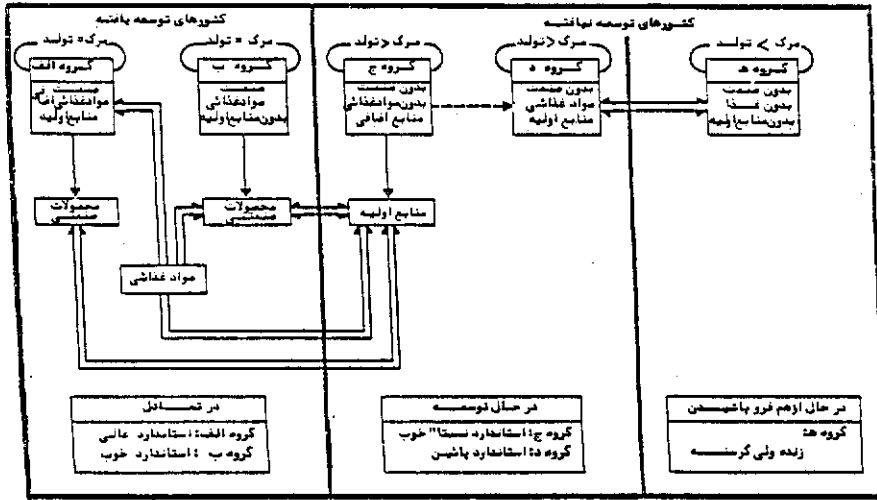 کشورهای توسعه یافته
کشورهای توسعه نیافته
مرگ = تولد
گروه الف
صنعت
مواد غذائی اضافی
منابع اولیه
مرگ = تولد
گروه ب
صنعت
مواد غذائی
بدون منابع اولیه
مرگ < تولد
گروه ج
بدون صنعت
بدون مواد غذائی
منابع اضافی
مرگ < تولد
گروه د
بدون صنعت
مواد غذائی
منابع اولیه
مرگ > تولد
گروه ه
بدون صنعت
بدون غذا
بدون منابع اولیه
محصولات
صنعتی
محصولات
صنعتی
منابع اولیه
مواد غذائی
در تعادل
گروه الف: استاندارد عالی
گروه ب : استاندارد خوب
در حال توسعه
گروه ج: استاندارد نسبتا" خوب
گروه د: استاندارد پائین
در حال ازهم فرو پاشیدن
گروه ه:
زنده ولی گرسنه